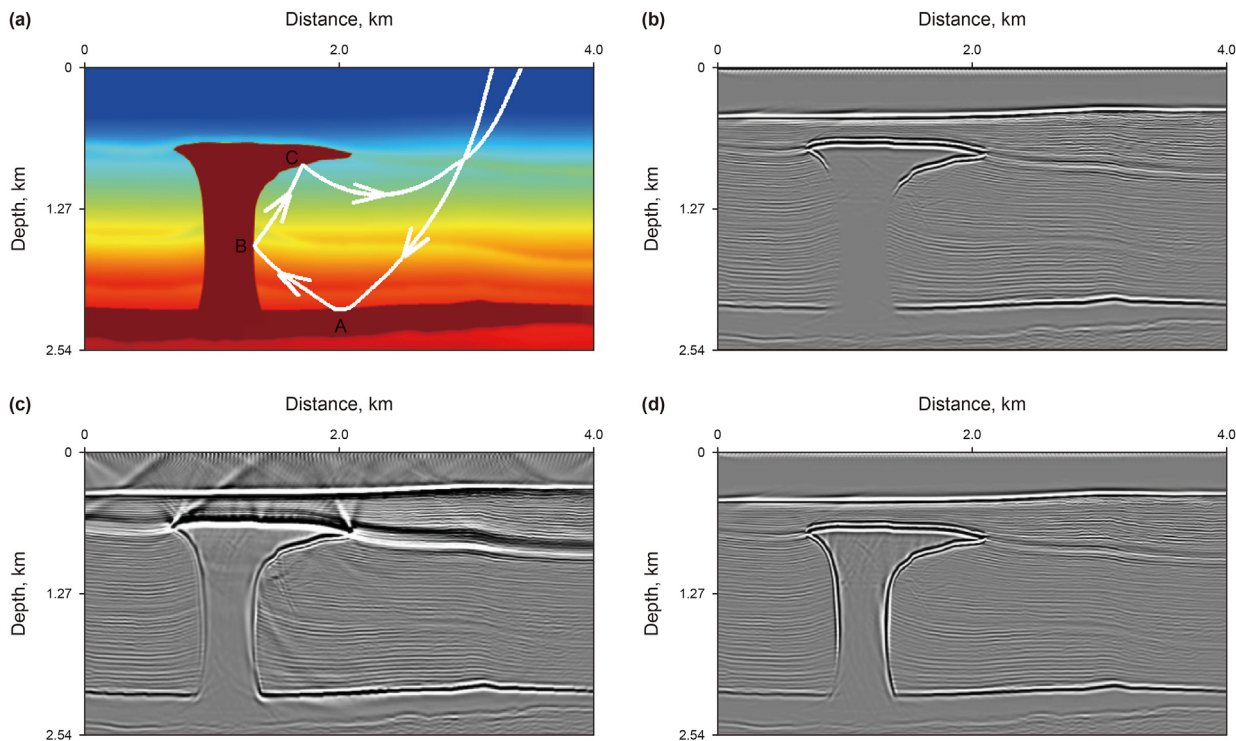 (a)
Distance, km
0
2.0
4.0
0
1.27
2.54
Depth, km
C
B
A
(b)
Distance, km
0
2.0
4.0
0
1.27
2.54
Depth, km
(c)
Distance, km
0
2.0
4.0
0
1.27
2.54
Depth, km
(d)
Distance, km
0
2.0
4.0
0
1.27
2.54
Depth, km